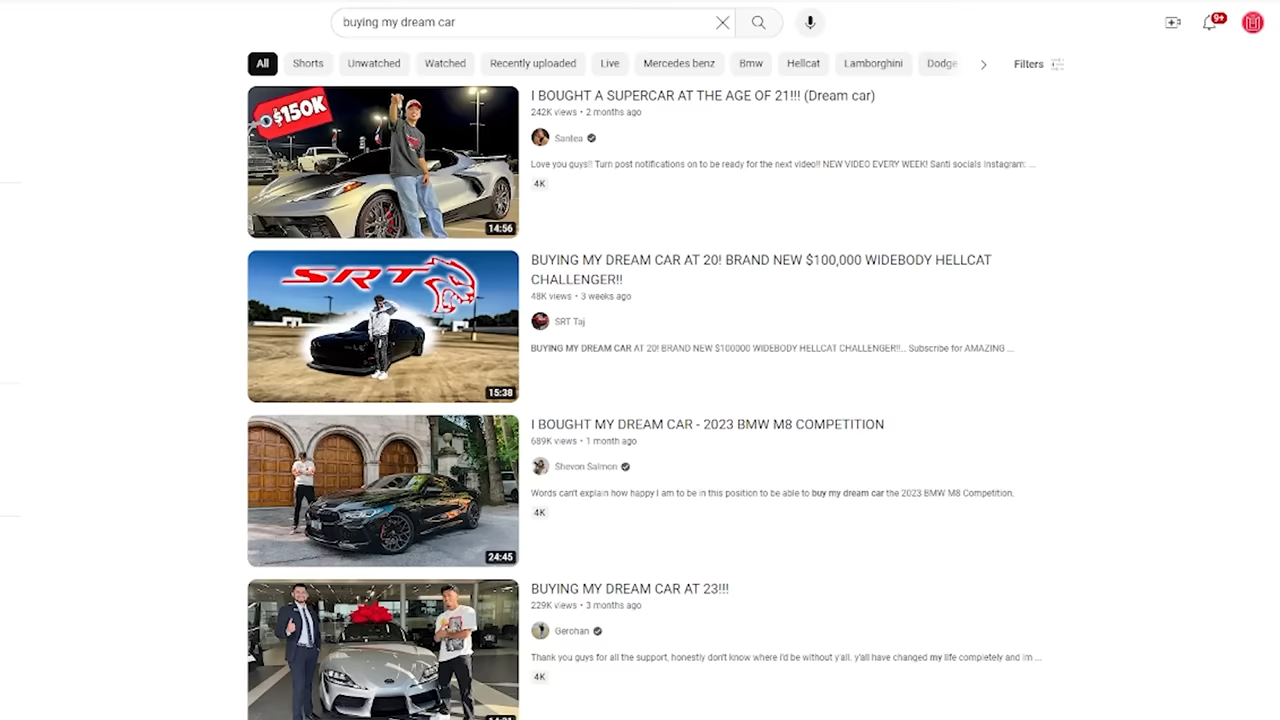 buying my dream car
9+
All Shorts Unwatched Watched Recently uploaded Live Mercedes benz Bmw Hellcat Lamborghini Dodge Filters
$150K
14:56
I BOUGHT A SUPERCAR AT THE AGE OF 21!!! (Dream car)
242K views • 2 months ago
Santea
Love you guys!! Turn post notifications on to be ready for the next video!! NEW VIDEO EVERY WEEK! Santi socials Instagram: ...
4K
SRT
15:38
BUYING MY DREAM CAR AT 20! BRAND NEW $100,000 WIDEBODY HELLCAT
CHALLENGER!!
48K views • 3 weeks ago
SRT Taj
BUYING MY DREAM CAR AT 20! BRAND NEW $100000 WIDEBODY HELLCAT CHALLENGER!!... Subscribe for AMAZING ...
24:45
I BOUGHT MY DREAM CAR - 2023 BMW M8 COMPETITION
689K views • 1 month ago
Shevon Salmon
Words can't explain how happy I am to be in this position to be able to buy my dream car the 2023 BMW M8 Competition.
4K
BUYING MY DREAM CAR AT 23!!!
229K views • 3 months ago
Gerohan
Thank you guys for all the support, honestly don't know where i'd be without y'all. y'all have changed my life completely and im ...
4K